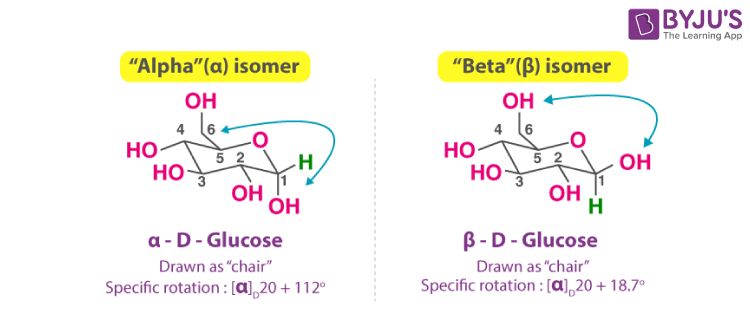 BYJU'S
The Learning App
"Alpha"(α) isomer
OH
4
6
HO
O
5
2
H
HO
3
1
OH
OH
α - D - Glucose
Drawn as "chair"
Specific rotation : [α]D20 + 112°
"Beta"(β) isomer
OH
4
6
HO
O
5
2
OH
HO
3
1
OH
H
β - D - Glucose
Drawn as "chair"
Specific rotation : [α]D20 + 18.7°